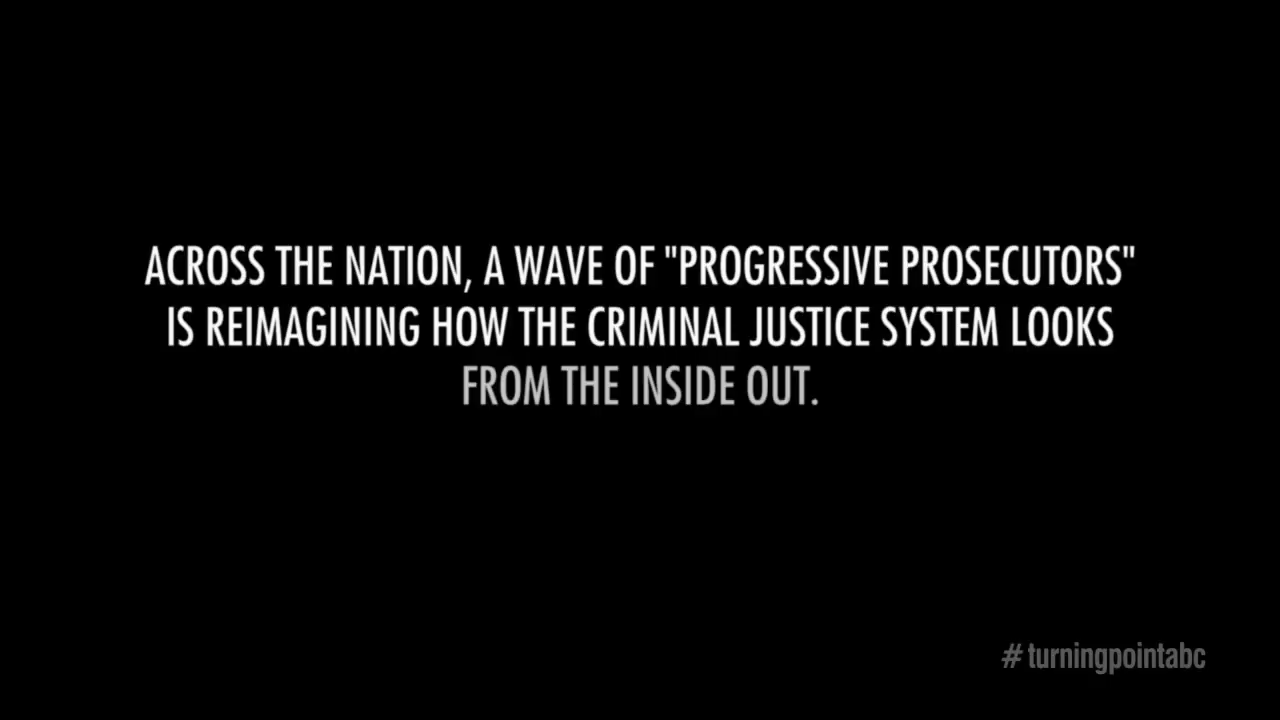 ACROSS THE NATION, A WAVE OF "PROGRESSIVE PROSECUTORS"
IS REIMAGINING HOW THE CRIMINAL JUSTICE SYSTEM LOOKS
FROM THE INSIDE OUT.
# turningpointabc